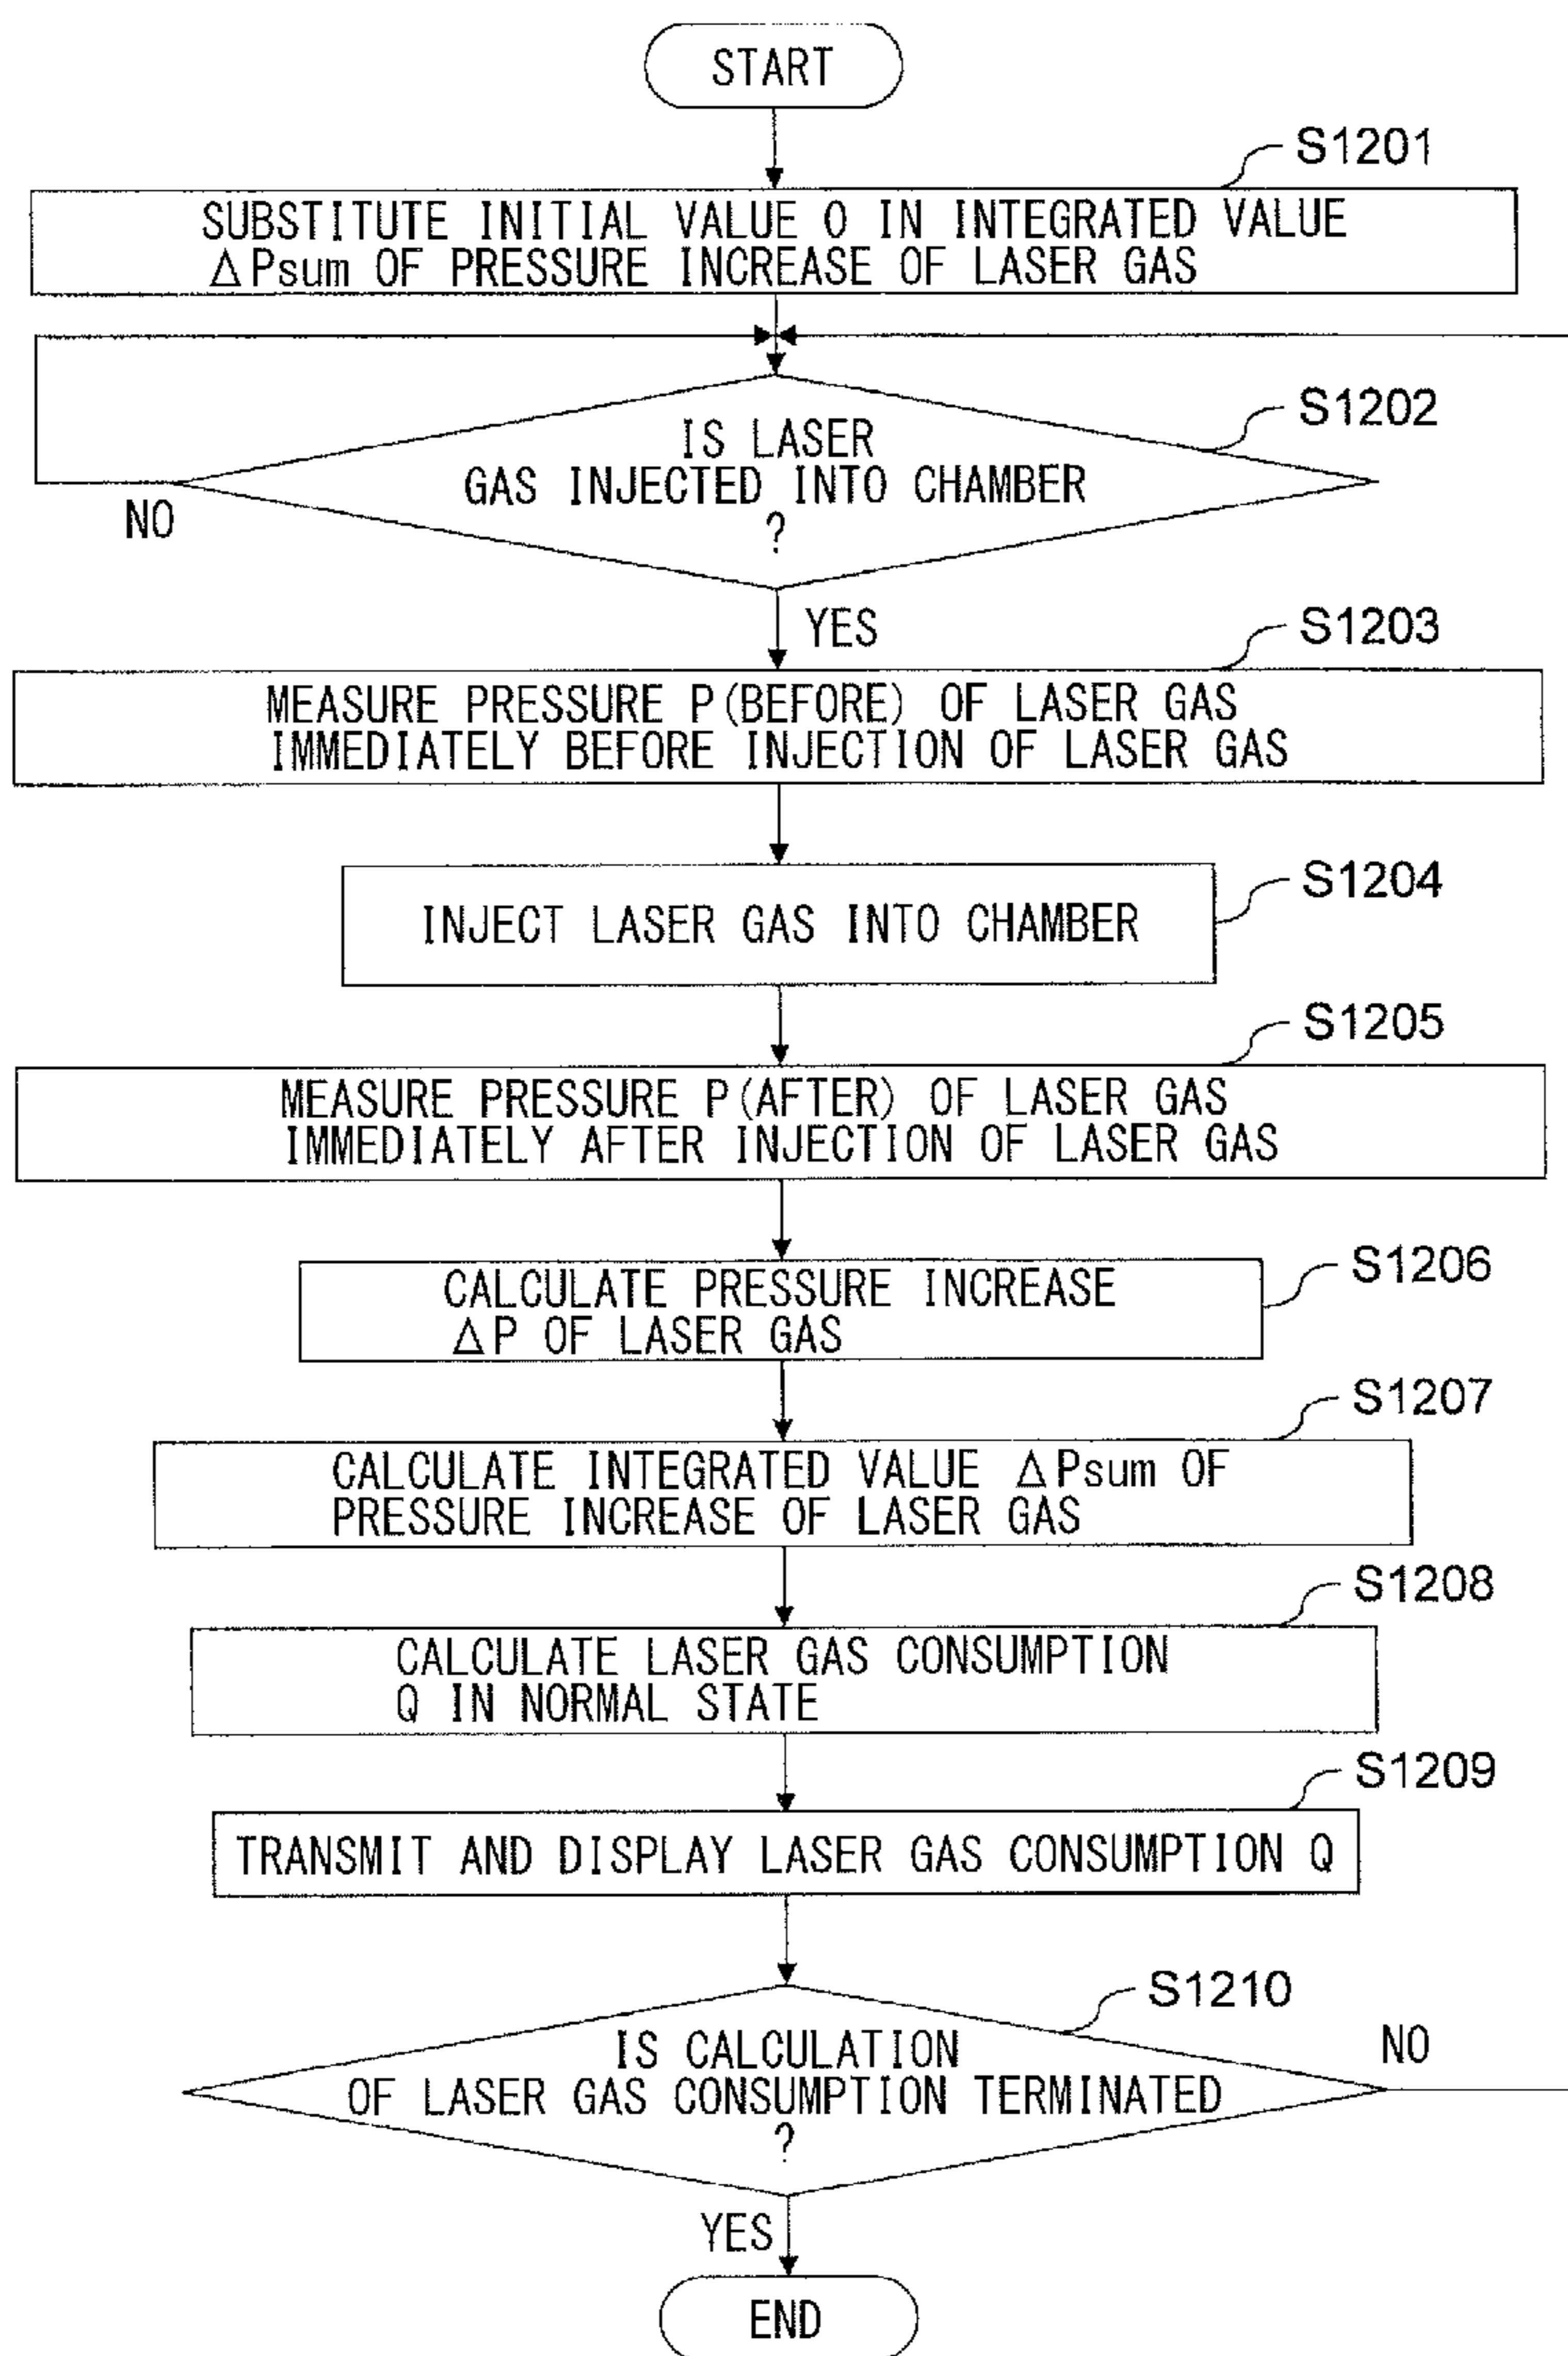 START
S1201
SUBSTITUTE INITIAL VALUE 0 IN INTEGRATED VALUE
△Psum OF PRESSURE INCREASE OF LASER GAS
S1202
IS LASER
GAS INJECTED INTO CHAMBER
?
NO
YES
S1203
MEASURE PRESSURE P(BEFORE) OF LASER GAS
IMMEDIATELY BEFORE INJECTION OF LASER GAS
S1204
INJECT LASER GAS INTO CHAMBER
S1205
MEASURE PRESSURE P(AFTER) OF LASER GAS
IMMEDIATELY AFTER INJECTION OF LASER GAS
S1206
CALCULATE PRESSURE INCREASE
△P OF LASER GAS
S1207
CALCULATE INTEGRATED VALUE △Psum OF
PRESSURE INCREASE OF LASER GAS
S1208
CALCULATE LASER GAS CONSUMPTION
Q IN NORMAL STATE
S1209
TRANSMIT AND DISPLAY LASER GAS CONSUMPTION Q
S1210
IS CALCULATION
OF LASER GAS CONSUMPTION TERMINATED
?
NO
YES
END